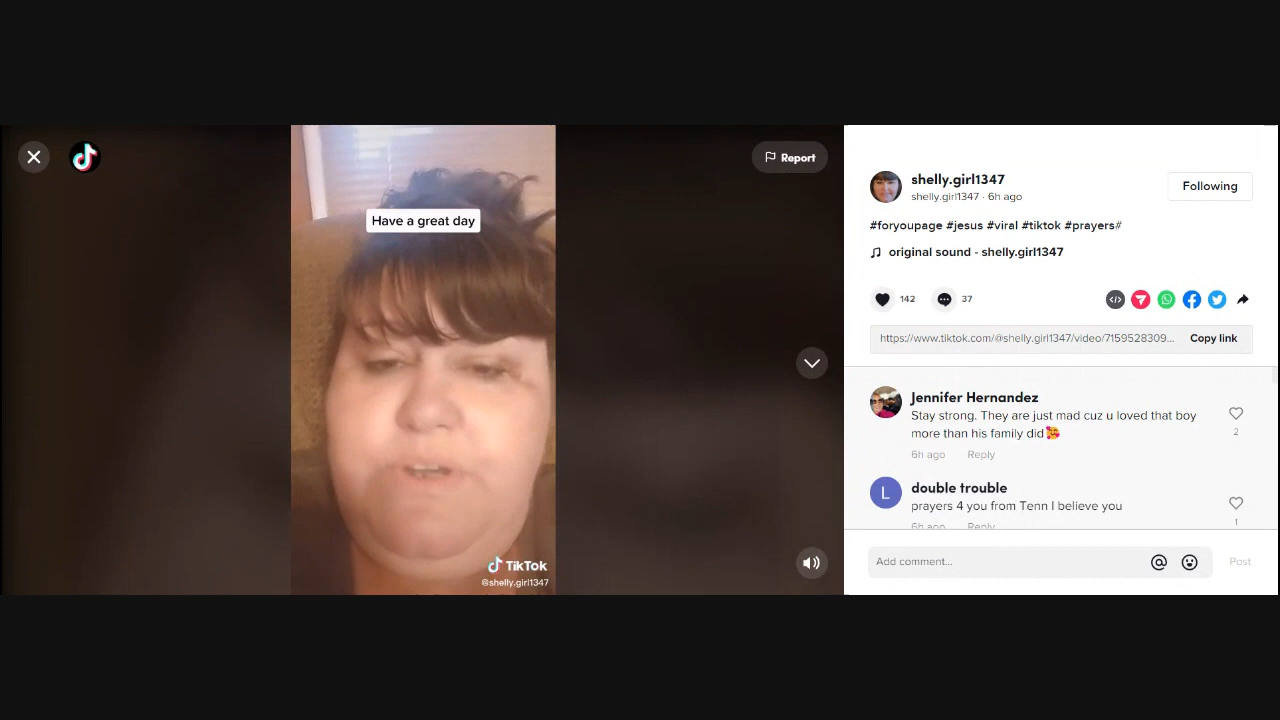 Have a great day
TikTok
@shelly.girl1347
Report
shelly.girl1347
shelly.girl1347 · 6h ago
Following
#foryoupage #jesus #viral #tiktok #prayers#
original sound - shelly.girl1347
142
37
https://www.tiktok.com/@shelly.girl1347/video/7159528309...
Copy link
Jennifer Hernandez
Stay strong. They are just mad cuz u loved that boy
more than his family did🥰
2
6h ago Reply
L
double trouble
prayers 4 you from Tenn I believe you
1
6h ago Reply
Add comment...
Post